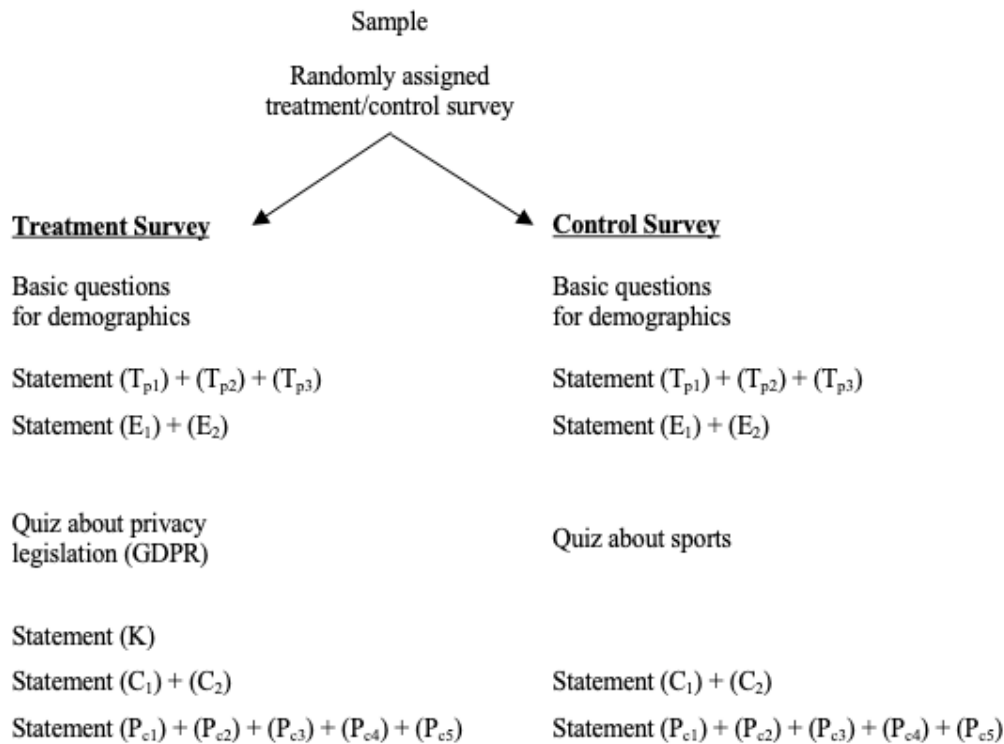 Sample
Randomly assigned
treatment/control survey
Treatment Survey
Control Survey
Basic questions
for demographics
Basic questions
for demographics
Statement (Tp1) + (Tp2) + (Tp3)
Statement (Tp1) + (Tp2) + (Tp3)
Statement (E1) + (E2)
Statement (E1) + (E2)
Quiz about privacy
legislation (GDPR)
Quiz about sports
Statement (K)
Statement (C1) + (C2)
Statement (C1) + (C2)
Statement (Pc1) + (Pc2) + (Pc3) + (Pc4) + (Pc5)
Statement (Pc1) + (Pc2) + (Pc3) + (Pc4) + (Pc5)